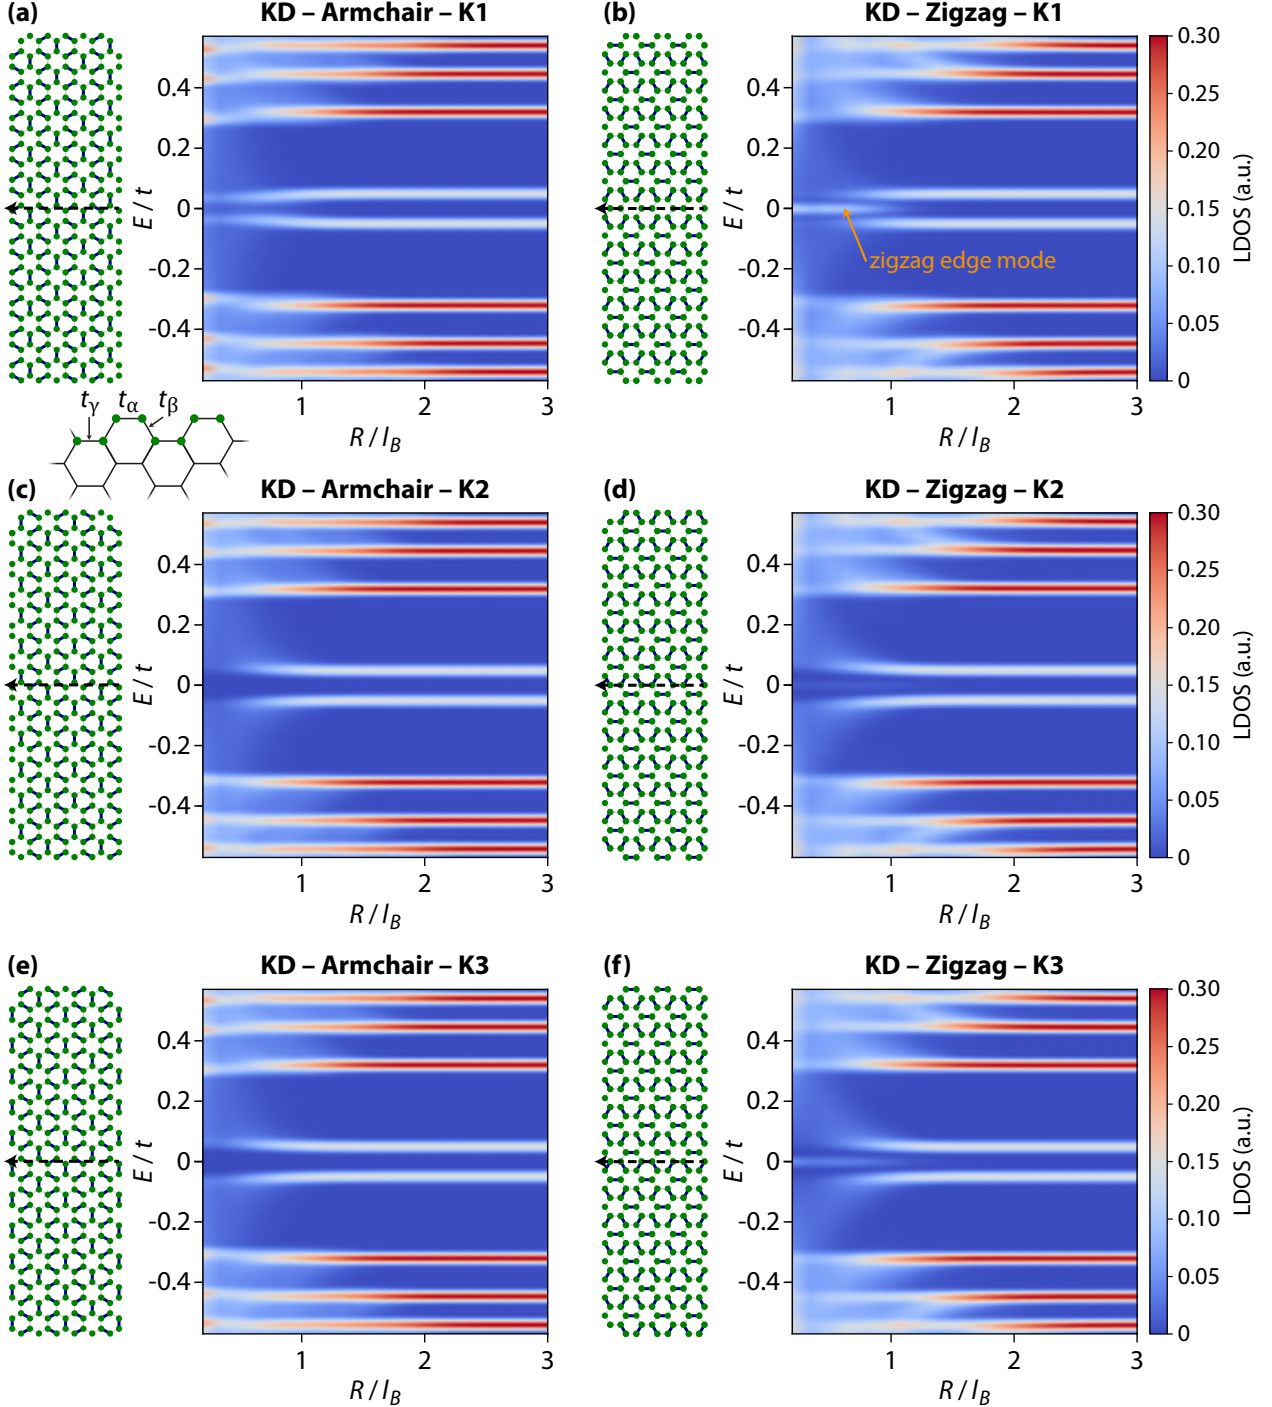 (a) KD – Armchair – K1
E / t
0.4
0.2
0
-0.2
-0.4
1 2 3
R / l_B
(b) KD – Zigzag – K1
E / t
0.4
0.2
0
-0.2
-0.4
zigzag edge mode
1 2 3
R / l_B
0.30
0.25
0.20
0.15
0.10
0.05
0
LDOS (a.u.)
tγ tα tβ
(c) KD – Armchair – K2
E / t
0.4
0.2
0
-0.2
-0.4
1 2 3
R / l_B
(d) KD – Zigzag – K2
E / t
0.4
0.2
0
-0.2
-0.4
1 2 3
R / l_B
0.30
0.25
0.20
0.15
0.10
0.05
0
LDOS (a.u.)
(e) KD – Armchair – K3
E / t
0.4
0.2
0
-0.2
-0.4
1 2 3
R / l_B
(f) KD – Zigzag – K3
E / t
0.4
0.2
0
-0.2
-0.4
1 2 3
R / l_B
0.30
0.25
0.20
0.15
0.10
0.05
0
LDOS (a.u.)